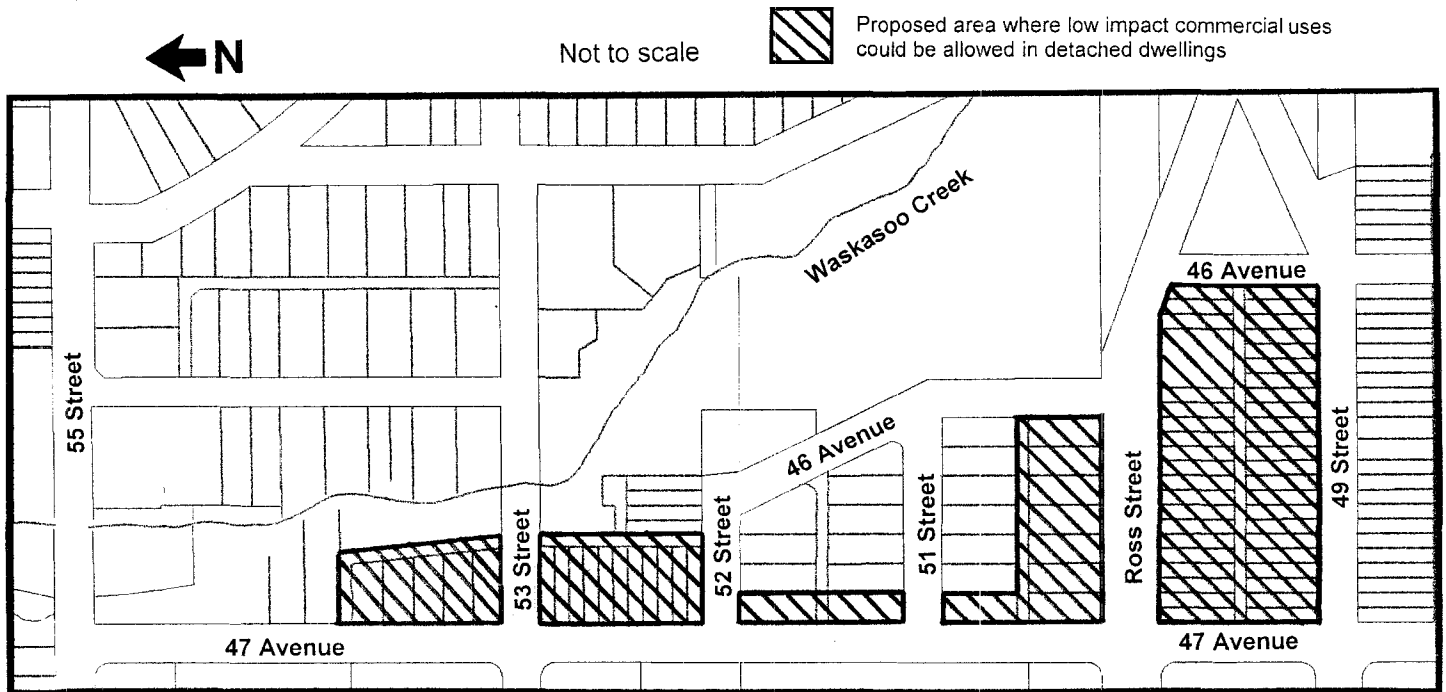 N
Not to scale
Proposed area where low impact commercial uses
could be allowed in detached dwellings
Waskasoo Creek
46 Avenue
55 Street
46 Avenue
53 Street
52 Street
51 Street
Ross Street
49 Street
47 Avenue
47 Avenue